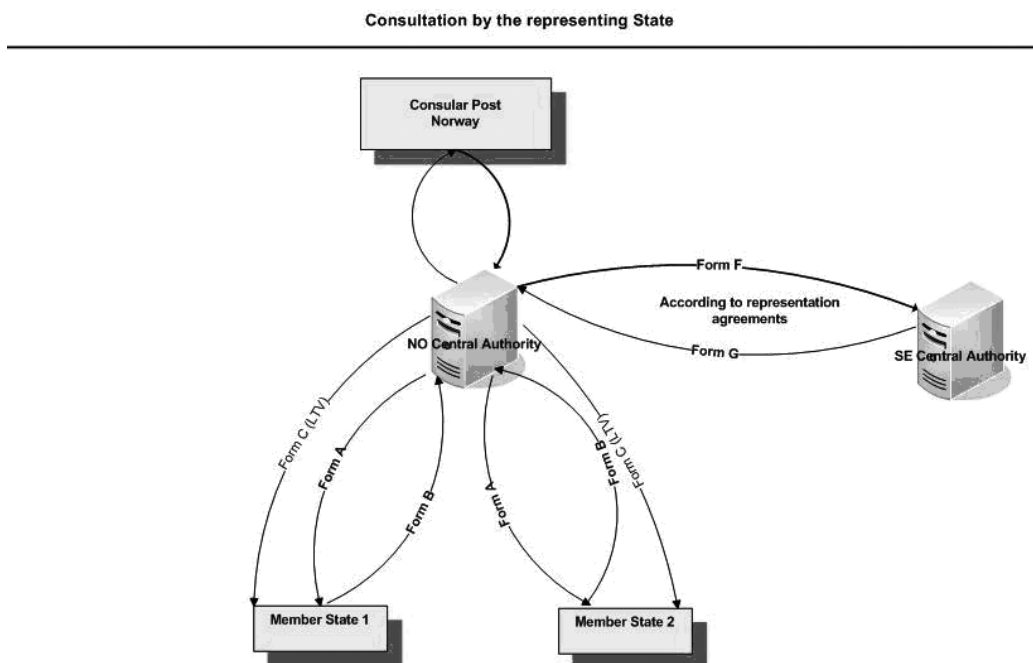 Consultation by the representing State
Consular Post
Norway
Form F
According to representation
agreements
NO Central Authority
Form G
SE Central Authority
Form C (LTV)
Form A
Form B
Form A
Form B
Form C (LTV)
Member State 1
Member State 2